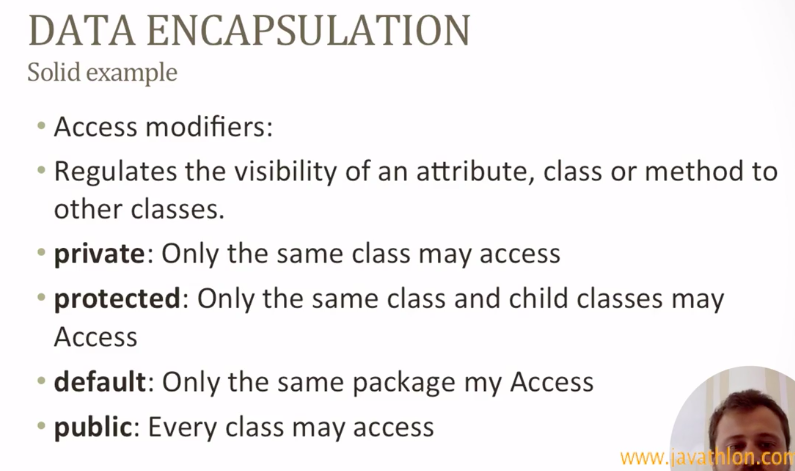 DATA ENCAPSULATION
Solid example
• Access modifiers:
• Regulates the visibility of an attribute, class or method to
other classes.
• private: Only the same class may access
• protected: Only the same class and child classes may
Access
• default: Only the same package my Access
• public: Every class may access
www.javathlon.com